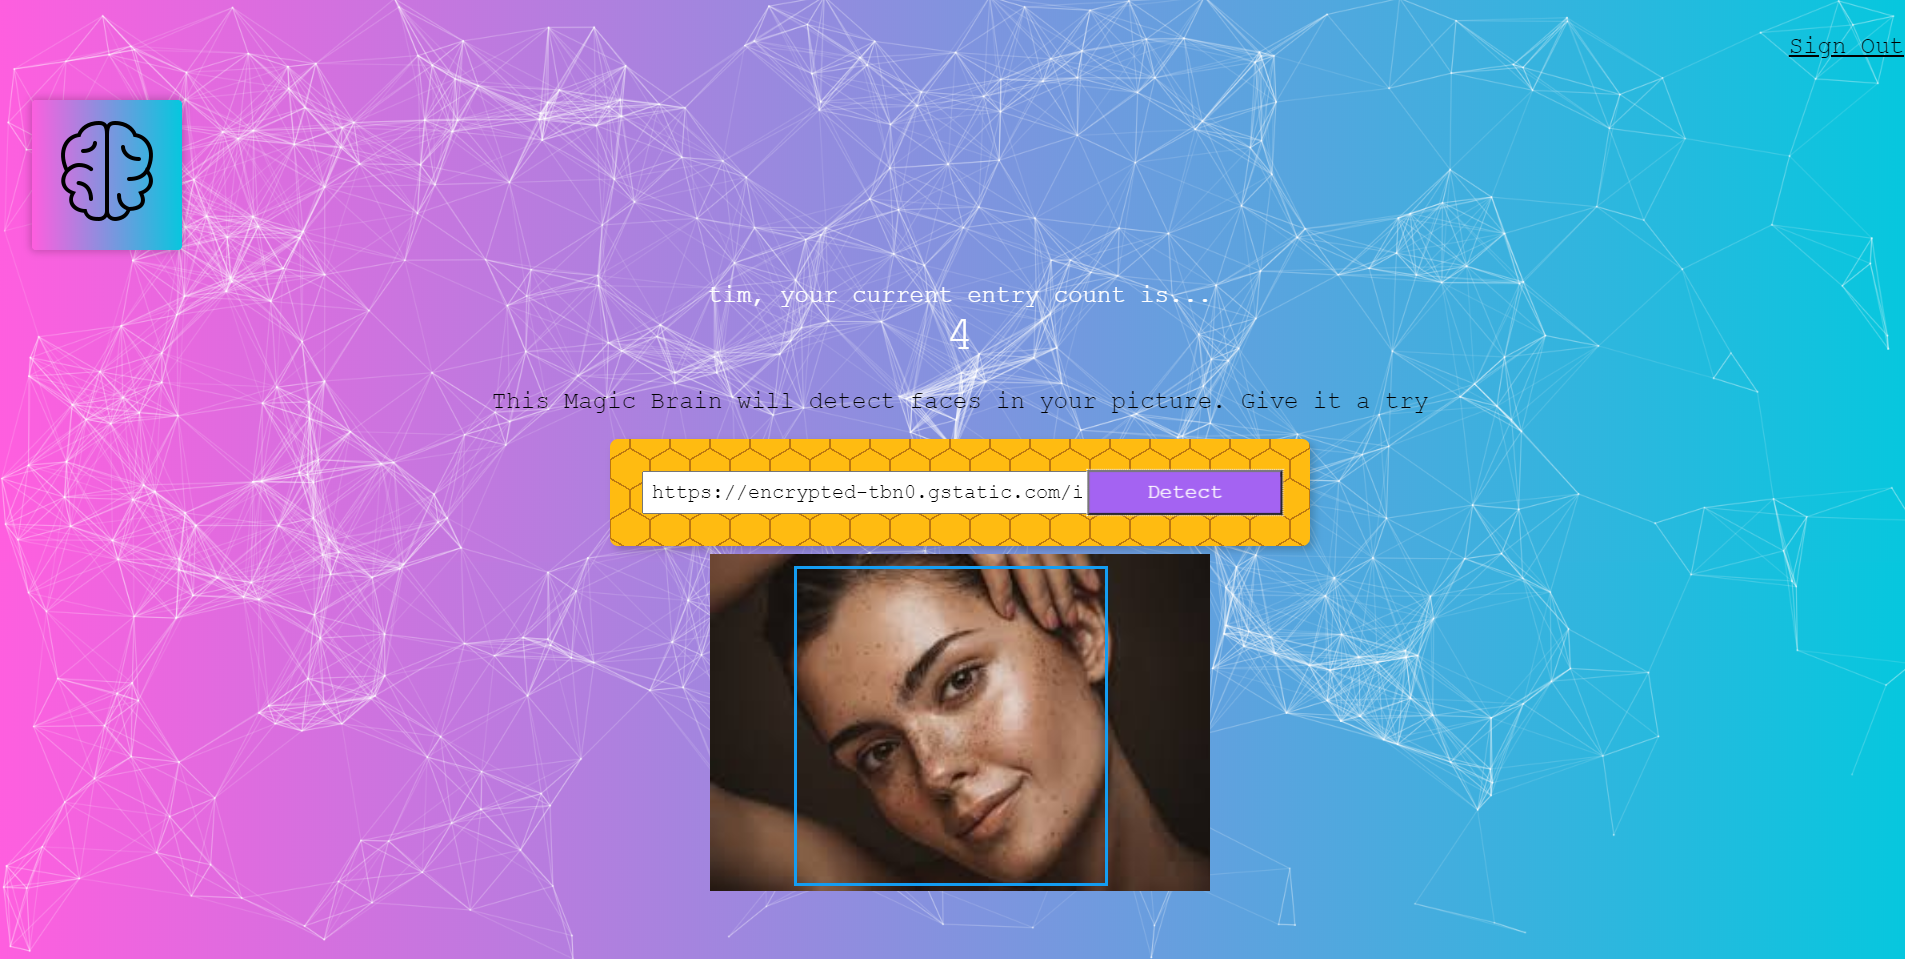 Sign Out
tim, your current entry count is...
4
This Magic Brain will detect faces in your picture. Give it a try
https://encrypted-tbn0.gstatic.com/i
Detect